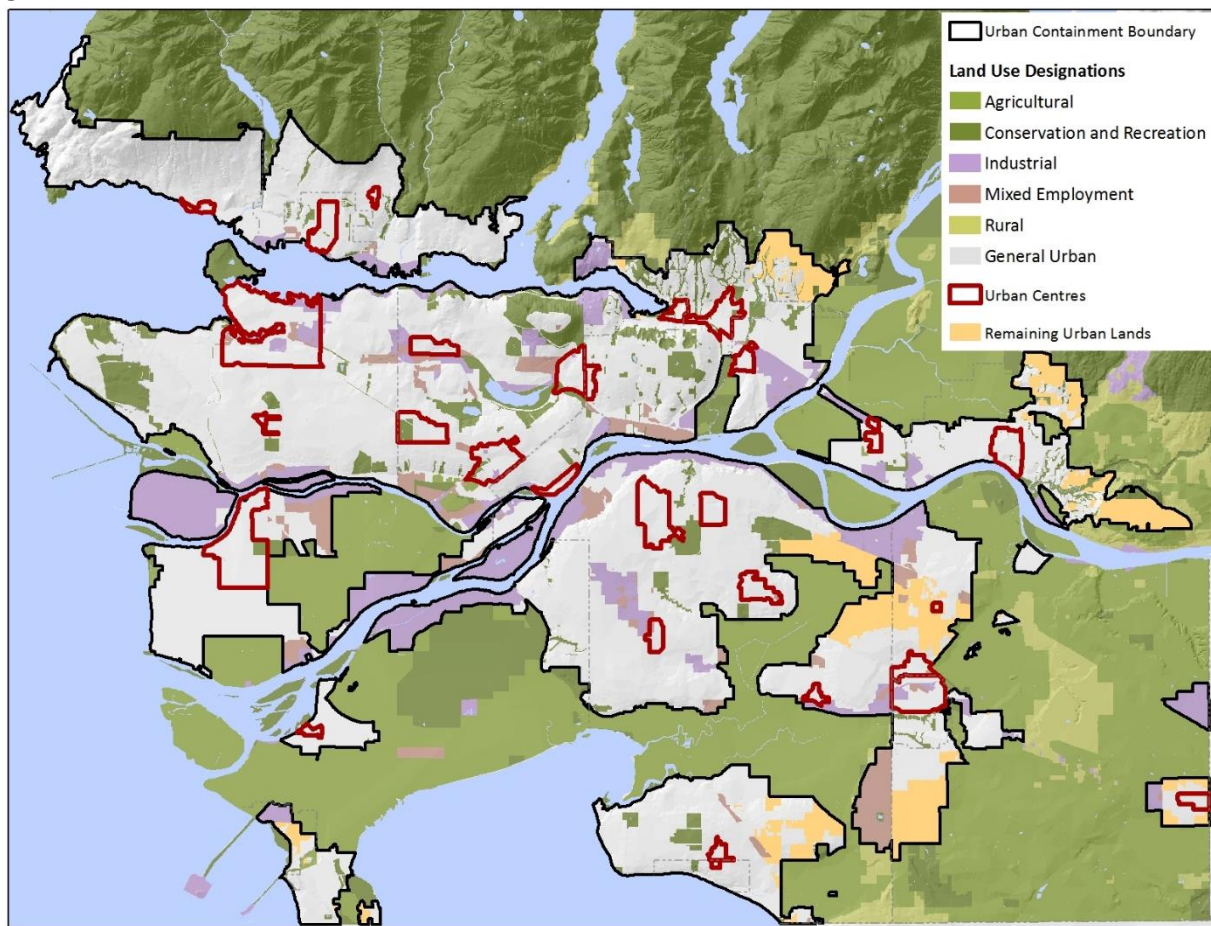 Urban Containment Boundary
Land Use Designations
Agricultural
Conservation and Recreation
Industrial
Mixed Employment
Rural
General Urban
Urban Centres
Remaining Urban Lands